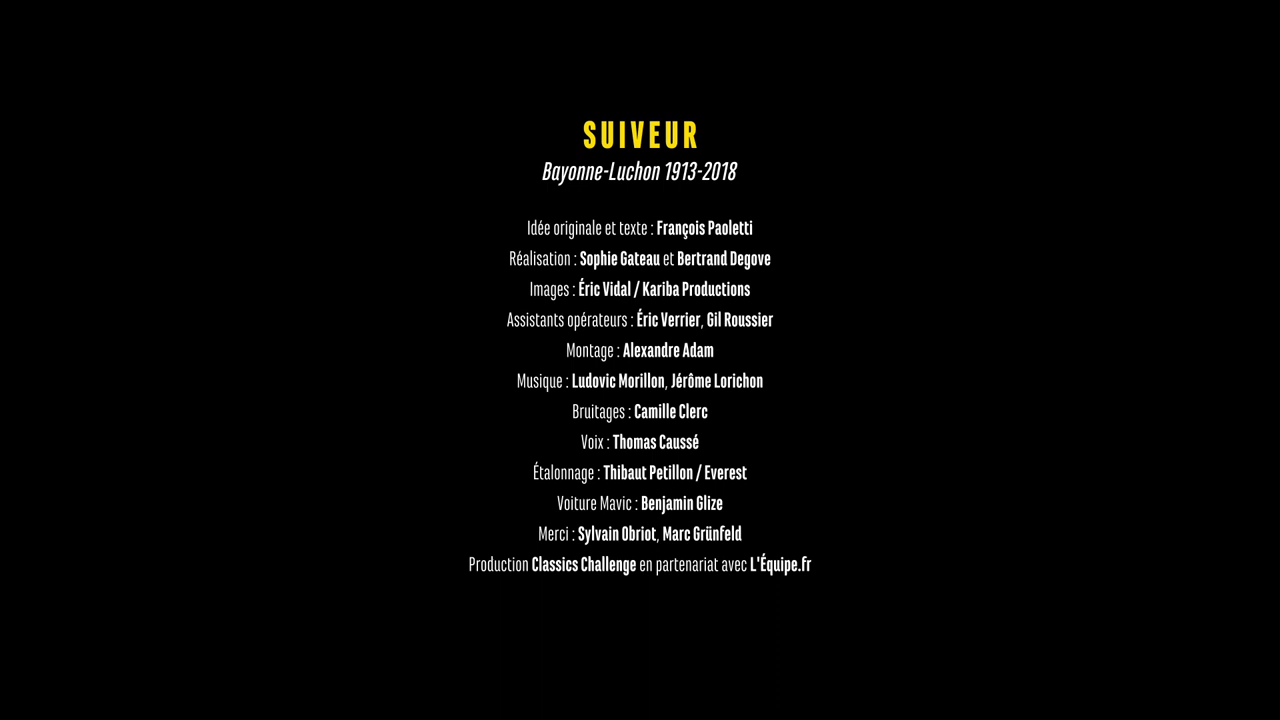 SUIVEUR
Bayonne-Luchon 1913-2018
Idée originale et texte : François Paoletti
Réalisation : Sophie Gateau et Bertrand Degove
Images : Éric Vidal / Kariba Productions
Assistants opérateurs : Éric Verrier, Gil Roussier
Montage : Alexandre Adam
Musique : Ludovic Morillon, Jérôme Lorichon
Bruitages : Camille Clerc
Voix : Thomas Caussé
Étalonnage : Thibaut Petillon / Everest
Voiture Mavic : Benjamin Glize
Merci : Sylvain Obriot, Marc Grünfeld
Production Classics Challenge en partenariat avec L'Équipe.fr